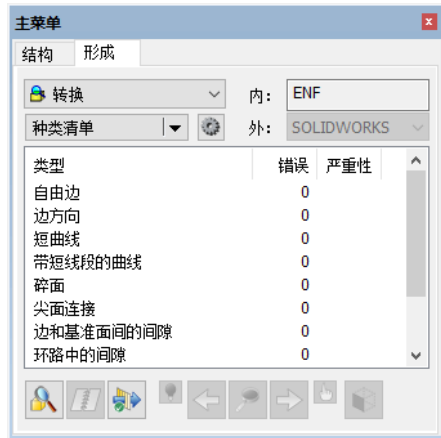 主菜单
结构 形成
转换 内: ENF
种类清单 外: SOLIDWORKS
类型 错误 严重性
自由边 0
边方向 0
短曲线 0
带短线段的曲线 0
碎面 0
尖面连接 0
边和基准面间的间隙 0
环路中的间隙 0